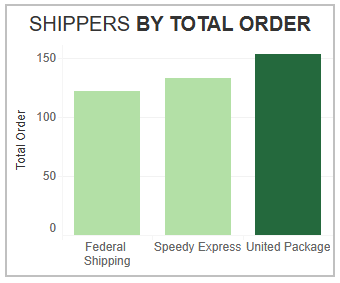 SHIPPERS BY TOTAL ORDER
150
100
50
0
Total Order
Federal
Shipping
Speedy Express
United Package